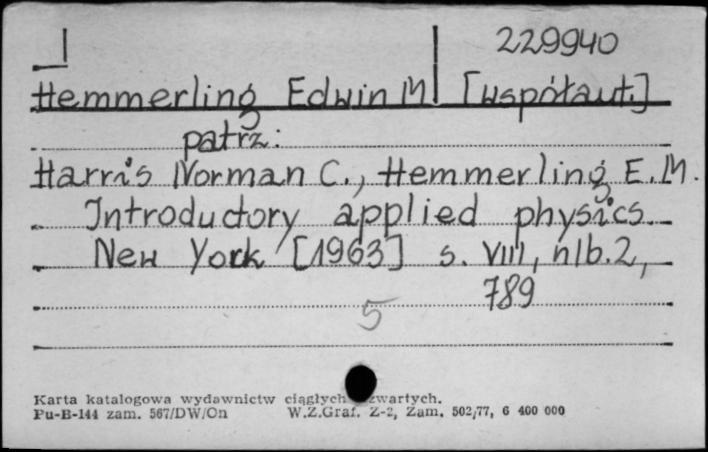 229940
Hemmerling Edwin M [współaut.]
patrz:
Harris Norman C., Hemmerling E. M.
Introductory applied physics
New York [1963] s. VIII, nlb. 2,
789
5
Karta katalogowa wydawnictw ciągłych zwartych.
Pu-B-144 zam. 567/DW/On W.Z.Graf. Z-2, Zam. 502/77, 6 400 000